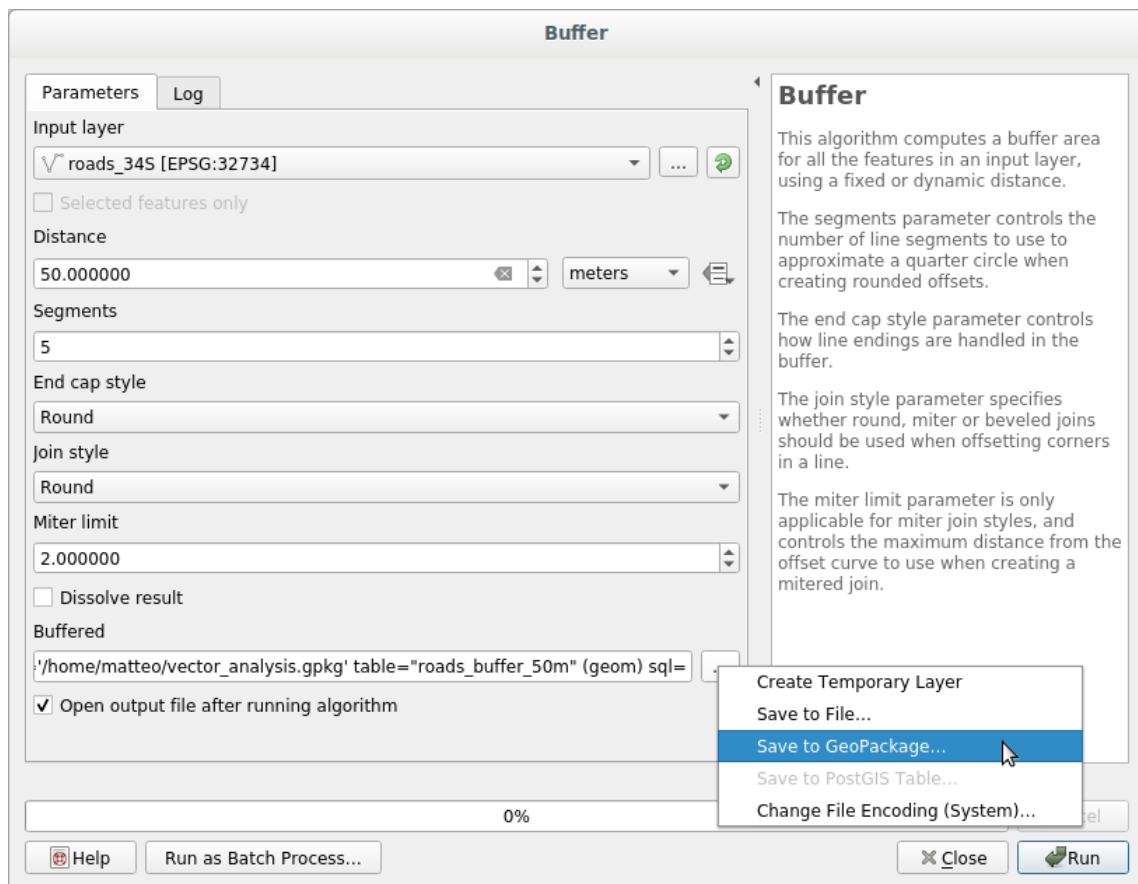 Buffer
Parameters
Log
Input layer
roads_34S [EPSG:32734]
...
Selected features only
Distance
50.000000
meters
Segments
5
End cap style
Round
Join style
Round
Miter limit
2.000000
Dissolve result
Buffered
'/home/matteo/vector_analysis.gpkg' table="roads_buffer_50m" (geom) sql=
Open output file after running algorithm
Buffer
This algorithm computes a buffer area
for all the features in an input layer,
using a fixed or dynamic distance.
The segments parameter controls the
number of line segments to use to
approximate a quarter circle when
creating rounded offsets.
The end cap style parameter controls
how line endings are handled in the
buffer.
The join style parameter specifies
whether round, miter or beveled joins
should be used when offsetting corners
in a line.
The miter limit parameter is only
applicable for miter join styles, and
controls the maximum distance from the
offset curve to use when creating a
mitered join.
Create Temporary Layer
Save to File...
Save to GeoPackage...
Save to PostGIS Table...
Change File Encoding (System)...
0%
Help
Run as Batch Process...
Close
Run